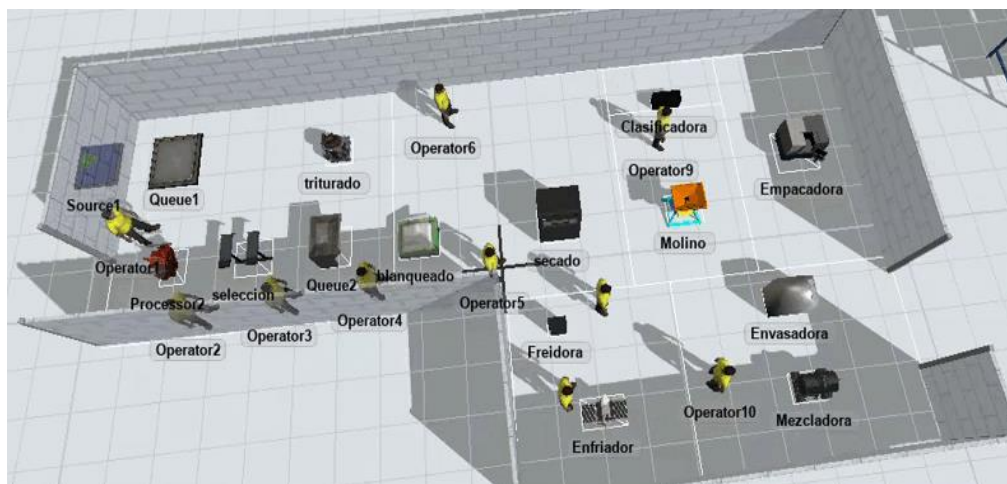 Operator6
Clasificadora
Operator9
Empacadora
triturado
Queue1
Source1
Molino
secado
Operator1
Processor2
seleccion
Queue2
blanqueado
Operator5
Operator4
Operator3
Operator2
Envasadora
Freidora
Operator10
Mezcladora
Enfriador